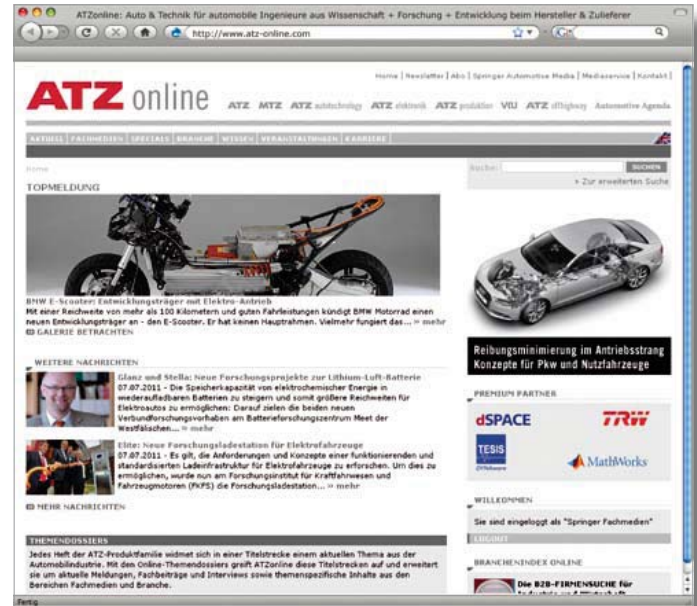 ATZonline: Auto & Technik für automobile Ingenieure aus Wissenschaft + Forschung + Entwicklung beim Hersteller & Zulieferer
http://www.atz-online.com
Home | Newsletter | Abo | Springer Automotive Media | Mediaservice | Kontakt |
ATZ online
ATZ MTZ ATZ autotechnology ATZ elektronik ATZ produktion VfU ATZ offhighway Automotive Agenda
AKTUELL | FACHMEDIEN | SPECIALS | BRANCHE | WISSEN | VERANSTALTUNGEN | KARRIERE |
Home
Suche: SUCHEN
» Zur erweiterten Suche
TOPMELDUNG
BMW E-Scooter: Entwicklungsträger mit Elektro-Antrieb
Mit einer Reichweite von mehr als 100 Kilometern und guten Fahrleistungen kündigt BMW Motorrad einen
neuen Entwicklungsträger an - den E-Scooter. Er hat keinen Hauptrahmen. Vielmehr fungiert das... » mehr
GALERIE BETRACHTEN
WEITERE NACHRICHTEN
Glanz und Stella: Neue Forschungsprojekte zur Lithium-Luft-Batterie
07.07.2011 - Die Speicherkapazität von elektrochemischer Energie in
wiederaufladbaren Batterien zu steigern und somit größere Reichweiten für
Elektroautos zu ermöglichen: Darauf zielen die beiden neuen
Verbundforschungsvorhaben am Batterieforschungszentrum Meet der
Westfälischen... » mehr
Elite: Neue Forschungsladestation für Elektrofahrzeuge
07.07.2011 - Es gilt, die Anforderungen und Konzepte einer funktionierenden und
standardisierten Ladeinfrastruktur für Elektrofahrzeuge zu erforschen. Um dies zu
ermöglichen, wurde nun am Forschungsinstitut für Kraftfahrwesen und
Fahrzeugmotoren (FKFS) die Forschungsladestation... » mehr
MEHR NACHRICHTEN
THEMENDOSSIERS
Jedes Heft der ATZ-Produktfamilie widmet sich in einer Titelstrecke einem aktuellen Thema aus der
Automobilindustrie. Mit den Online-Themendossiers greift ATZonline diese Titelstrecken auf und erweitert
sie um aktuelle Meldungen, Fachbeiträge und Interviews sowie themenspezifische Inhalte aus den
Bereichen Fachmedien und Branche.
Reibungsminimierung im Antriebsstrang
Konzepte für Pkw und Nutzfahrzeuge
PREMIUM PARTNER
dSPACE
TRW
TESIS
DYNAware
MathWorks
WILLKOMMEN
Sie sind eingeloggt als "Springer Fachmedien"
LOGOUT
BRANCHENINDEX ONLINE
Die B2B-FIRMENSUCHE für
Fertig